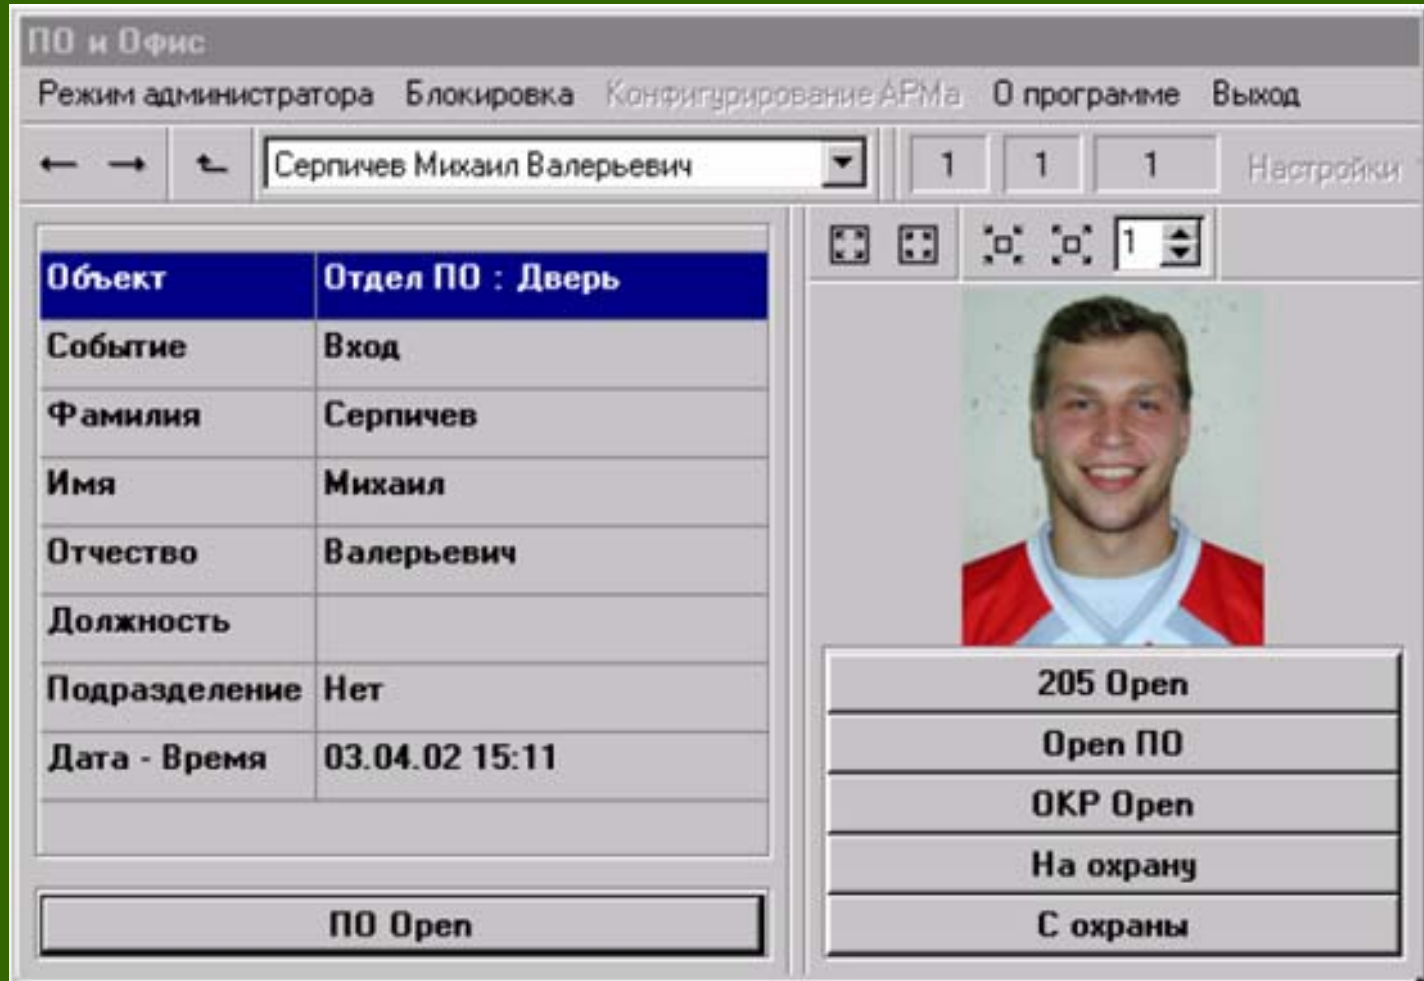 ПО и Офис
Режим администратора Блокировка Конфигурирование АРМа О программе Выход
Серпичев Михаил Валерьевич 1 1 1 Настройки
1
Объект Отдел ПО : Дверь
Событие Вход
Фамилия Серпичев
Имя Михаил
Отчество Валерьевич
Должность
Подразделение Нет
Дата - Время 03.04.02 15:11
ПО Open
205 Open
Open ПО
ОКР Open
На охрану
С охраны